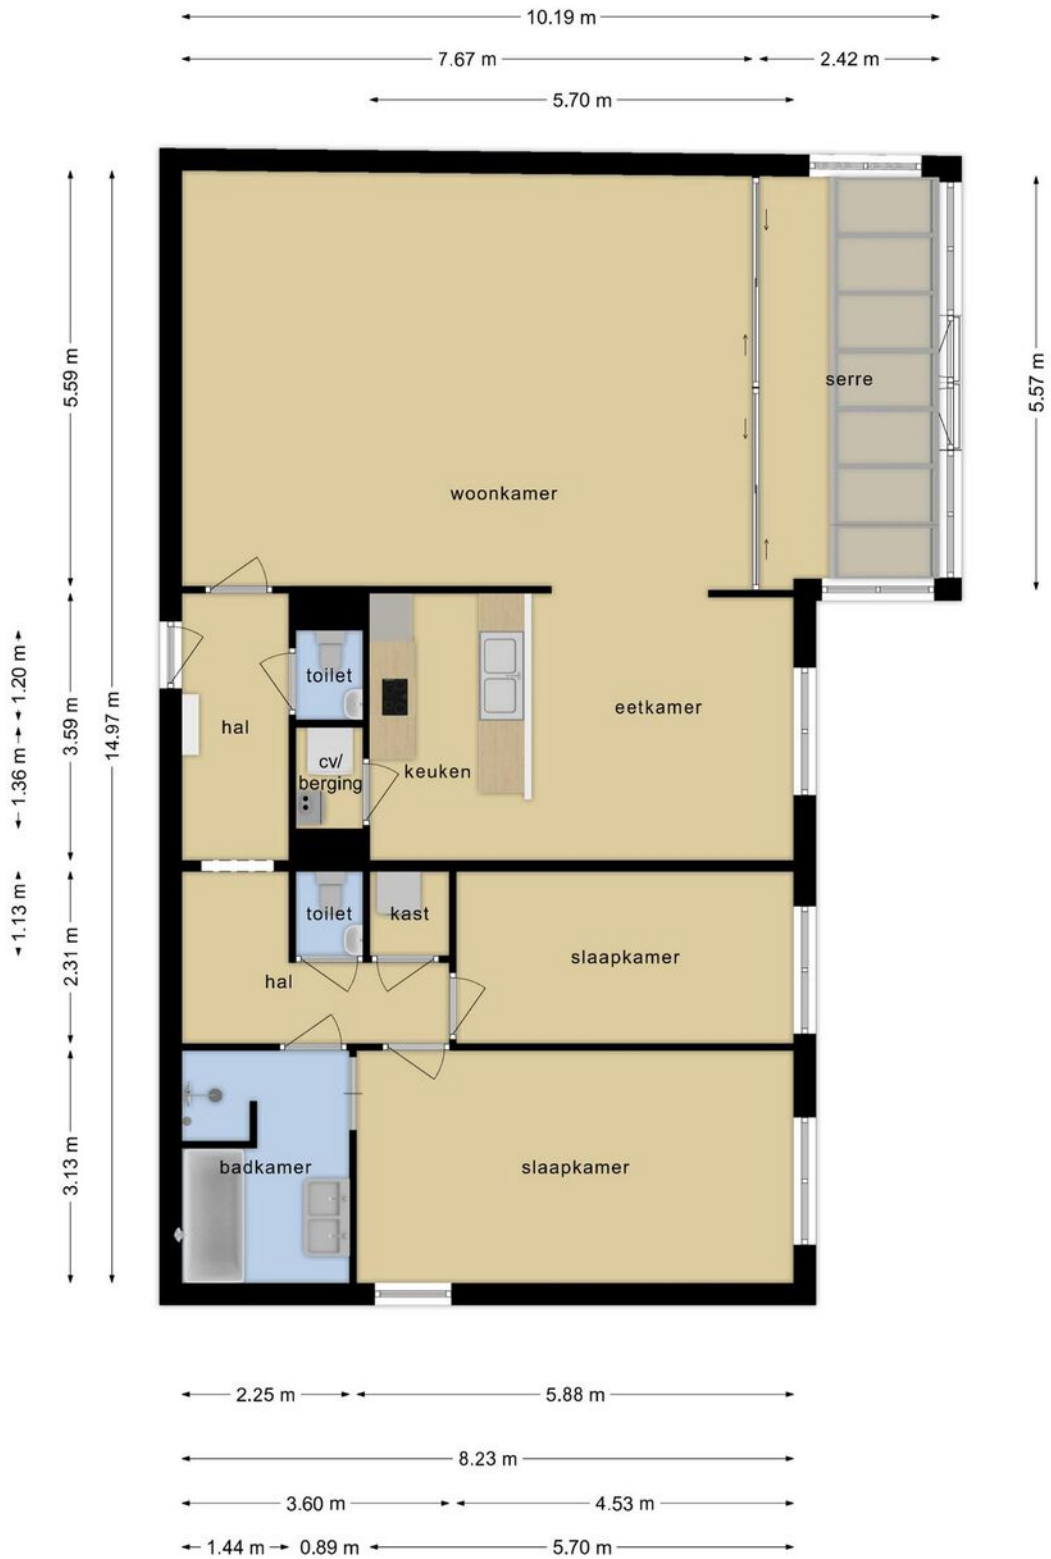 10.19 m
7.67 m
2.42 m
5.70 m
5.59 m
5.57 m
serre
woonkamer
1.20 m
3.59 m
14.97 m
toilet
eetkamer
hal
1.36 m
cv/
berging
keuken
1.13 m
2.31 m
toilet
kast
slaapkamer
hal
3.13 m
badkamer
slaapkamer
2.25 m
5.88 m
8.23 m
3.60 m
4.53 m
1.44 m
0.89 m
5.70 m